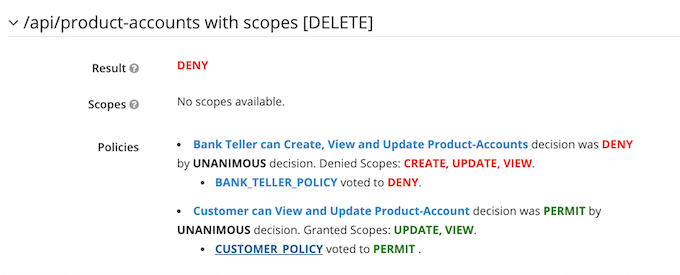 /api/product-accounts with scopes [DELETE]
Result
DENY
Scopes
No scopes available.
Policies
• Bank Teller can Create, View and Update Product-Accounts decision was DENY
by UNANIMOUS decision. Denied Scopes: CREATE, UPDATE, VIEW.
• BANK_TELLER_POLICY voted to DENY.
• Customer can View and Update Product-Account decision was PERMIT by
UNANIMOUS decision. Granted Scopes: UPDATE, VIEW.
• CUSTOMER_POLICY voted to PERMIT .